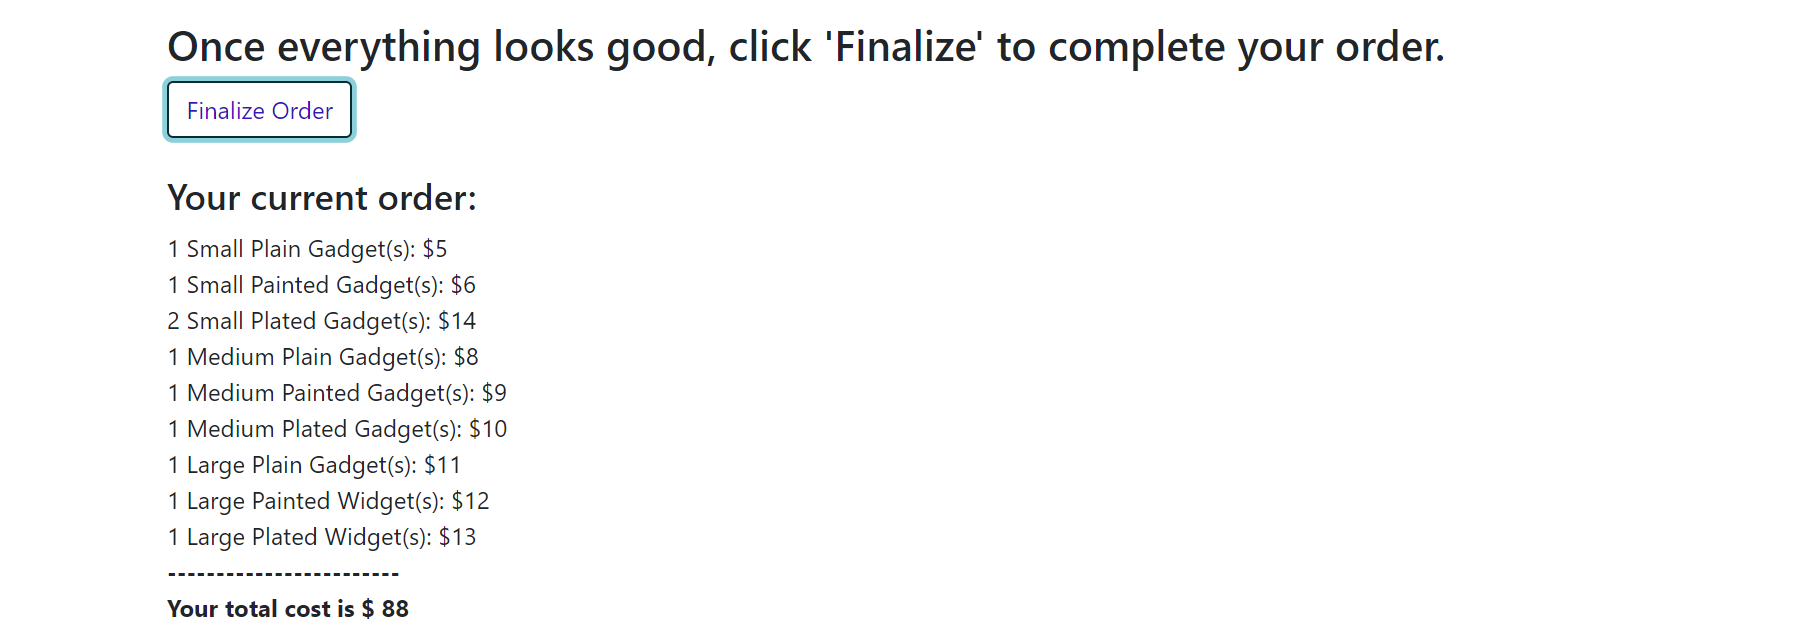 Once everything looks good, click 'Finalize' to complete your order.
Finalize Order
Your current order:
1 Small Plain Gadget(s): $5
1 Small Painted Gadget(s): $6
2 Small Plated Gadget(s): $14
1 Medium Plain Gadget(s): $8
1 Medium Painted Gadget(s): $9
1 Medium Plated Gadget(s): $10
1 Large Plain Gadget(s): $11
1 Large Painted Widget(s): $12
1 Large Plated Widget(s): $13
------------------------
Your total cost is $ 88